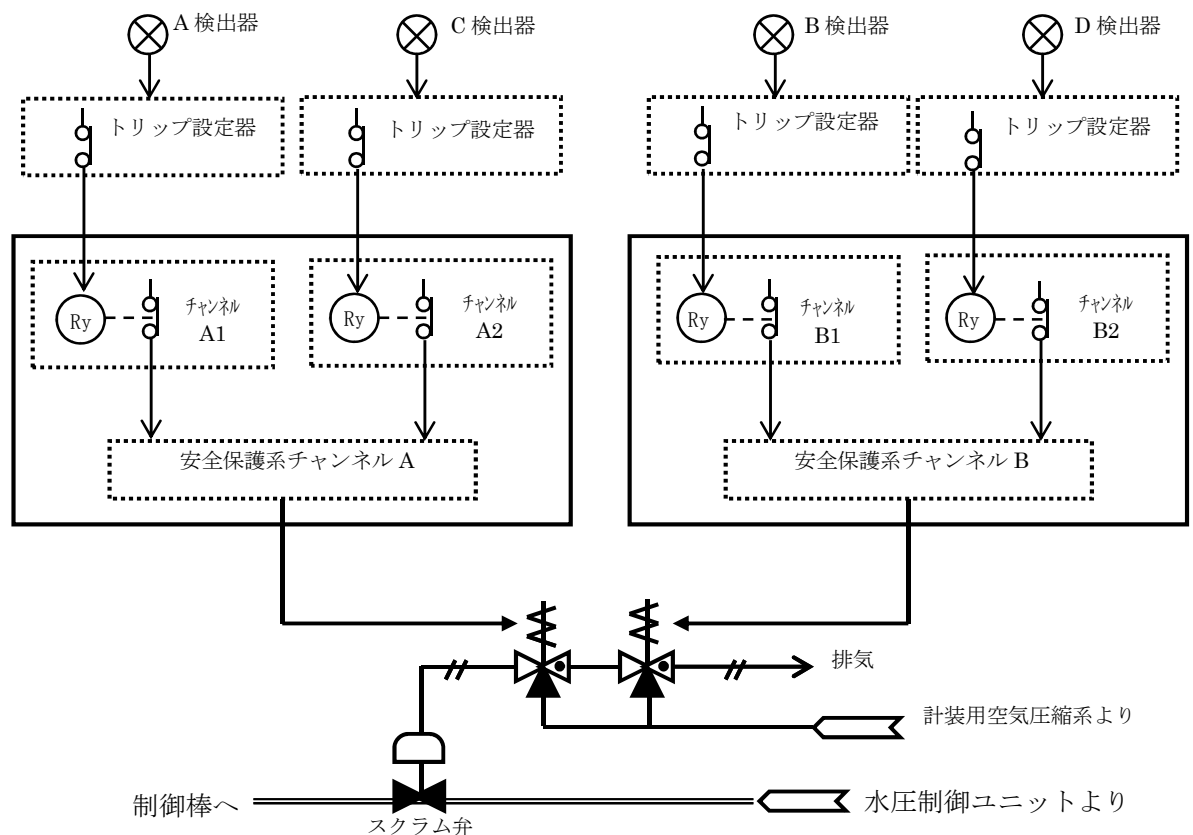 A 検出器
C 検出器
B 検出器
D 検出器
トリップ設定器
トリップ設定器
トリップ設定器
トリップ設定器
Ry
チャンネル
A1
Ry
チャンネル
A2
Ry
チャンネル
B1
Ry
チャンネル
B2
安全保護系チャンネル A
安全保護系チャンネル B
排気
計装用空気圧縮系より
制御棒へ
水圧制御ユニットより
スクラム弁